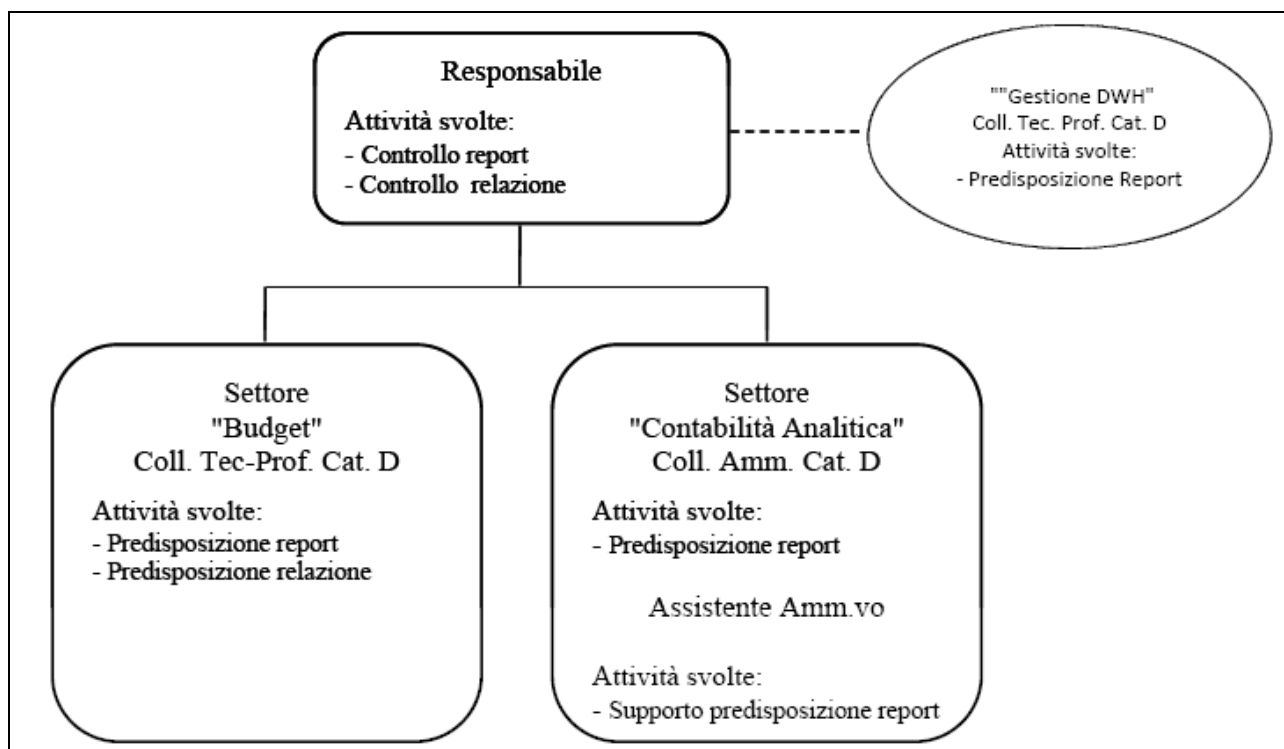 Responsabile
Attività svolte:
- Controllo report
- Controllo relazione
""Gestione DWH"
Coll. Tec. Prof. Cat. D
Attività svolte:
- Predisposizione Report
Settore
"Budget"
Coll. Tec-Prof. Cat. D
Attività svolte:
- Predisposizione report
- Predisposizione relazione
Settore
"Contabilità Analitica"
Coll. Amm. Cat. D
Attività svolte:
- Predisposizione report
Assistente Amm.vo
Attività svolte:
- Supporto predisposizione report